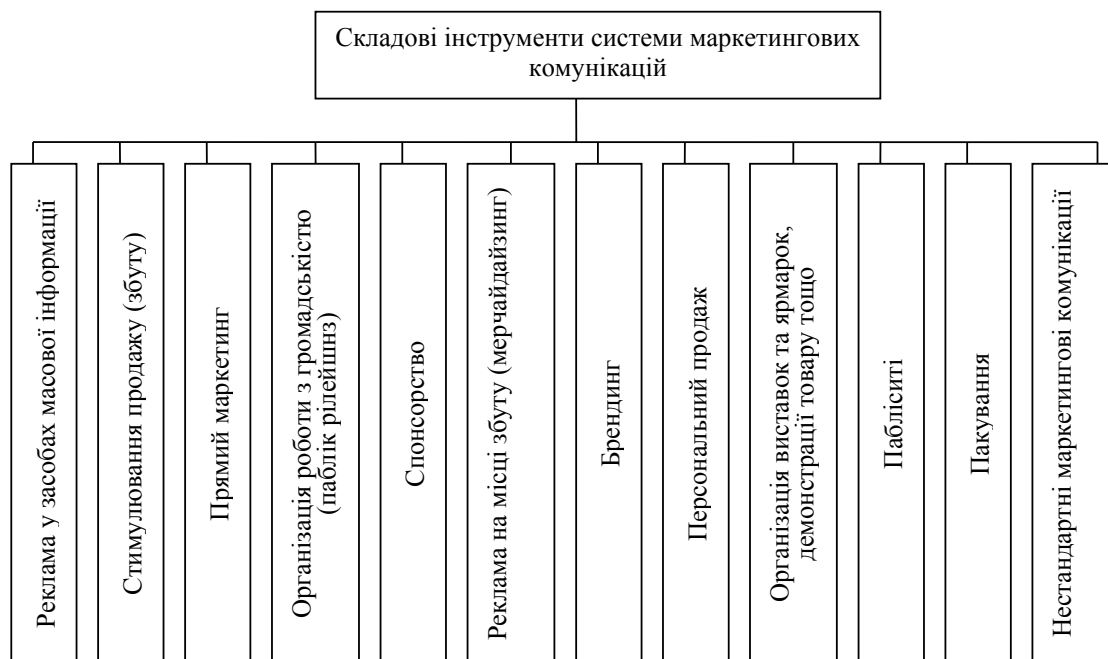 Складові інструменти системи маркетингових
комунікацій
Реклама у засобах масової інформації
Стимулювання продажу (збуту)
Прямий маркетинг
Організація роботи з громадськістю
(паблік рілейшнз)
Спонсорство
Реклама на місці збуту (мерчайдайзинг)
Брендинг
Персональний продаж
Організація виставок та ярмарок,
демонстрації товару тощо
Пабліситі
Пакування
Нестандартні маркетингові комунікації